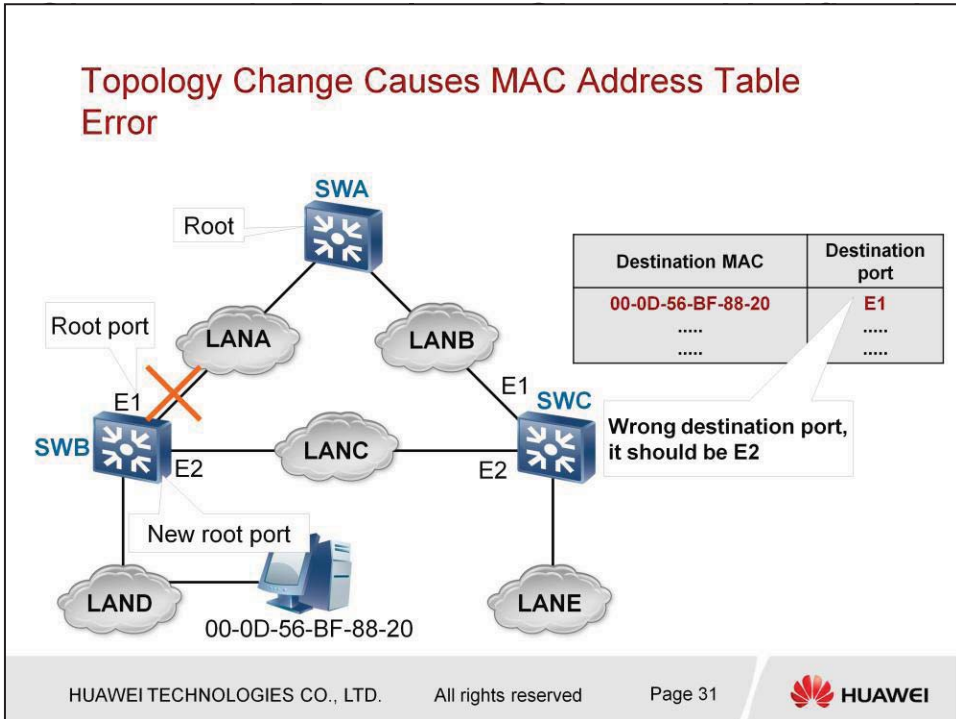 Topology Change Causes MAC Address Table
Error
SWA
Root
Destination MAC
Destination
port
00-0D-56-BF-88-20
E1
.....
.....
.....
.....
Root port
LANA
LANB
E1
E1
SWC
Wrong destination port,
it should be E2
SWB
LANC
E2
E2
New root port
LAND
LANE
00-0D-56-BF-88-20
HUAWEI TECHNOLOGIES CO., LTD.
All rights reserved
Page 31
HUAWEI